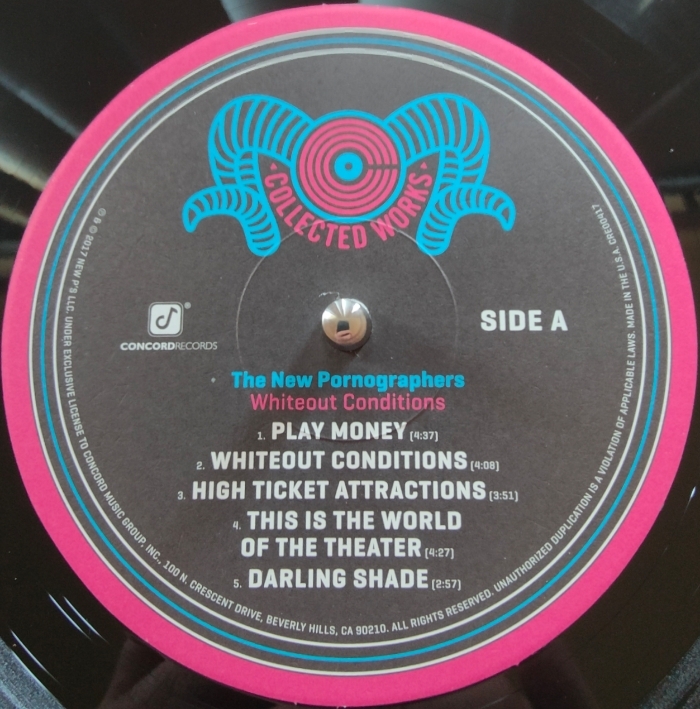 ·COLLECTED WORKS·
CONCORDRECORDS
SIDE A
The New Pornographers
Whiteout Conditions
1. PLAY MONEY [4:37]
2. WHITEOUT CONDITIONS [4:08]
3. HIGH TICKET ATTRACTIONS [3:51]
4. THIS IS THE WORLD
OF THE THEATER [4:27]
5. DARLING SHADE [2:57]
℗ © 2017 NEW P'S LLC. UNDER EXCLUSIVE LICENSE TO CONCORD MUSIC GROUP, INC., 100 N. CRESCENT DRIVE, BEVERLY HILLS, CA 90210. ALL RIGHTS RESERVED. UNAUTHORIZED DUPLICATION IS A VIOLATION OF APPLICABLE LAWS. MADE IN THE U.S.A. CRE00417